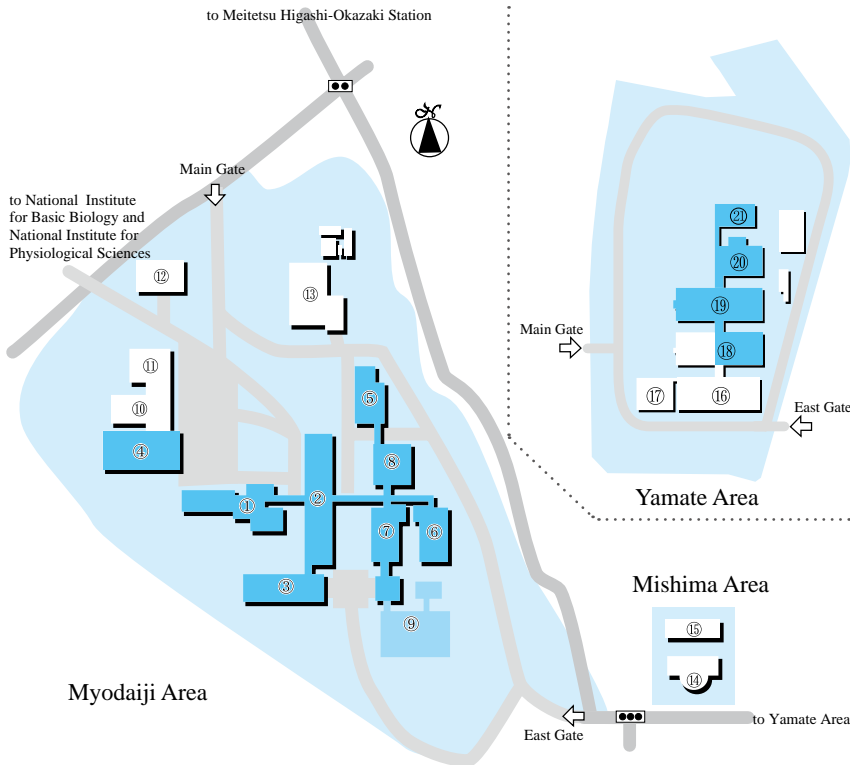 to Meitetsu Higashi-Okazaki Station
Main Gate
to National Institute
for Basic Biology and
National Institute for
Physiological Sciences
⑫
⑬
⑪
⑩
④
⑤
⑧
①
②
⑦
⑥
③
⑨
Myodaiji Area
East Gate
㉑
⑳
⑲
⑱
⑰
⑯
Main Gate
East Gate
Yamate Area
Mishima Area
⑮
⑭
to Yamate Area